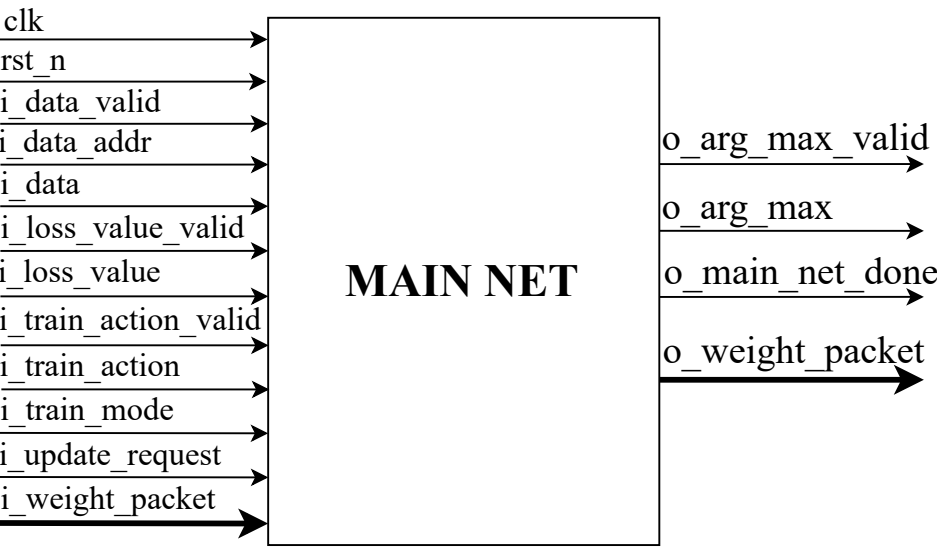 clk
rst_n
i_data_valid
i_data_addr
i_data
i_loss_value_valid
i_loss_value
i_train_action_valid
i_train_action
i_train_mode
i_update_request
i_weight_packet
MAIN NET
o_arg_max_valid
o_arg_max
o_main_net_done
o_weight_packet